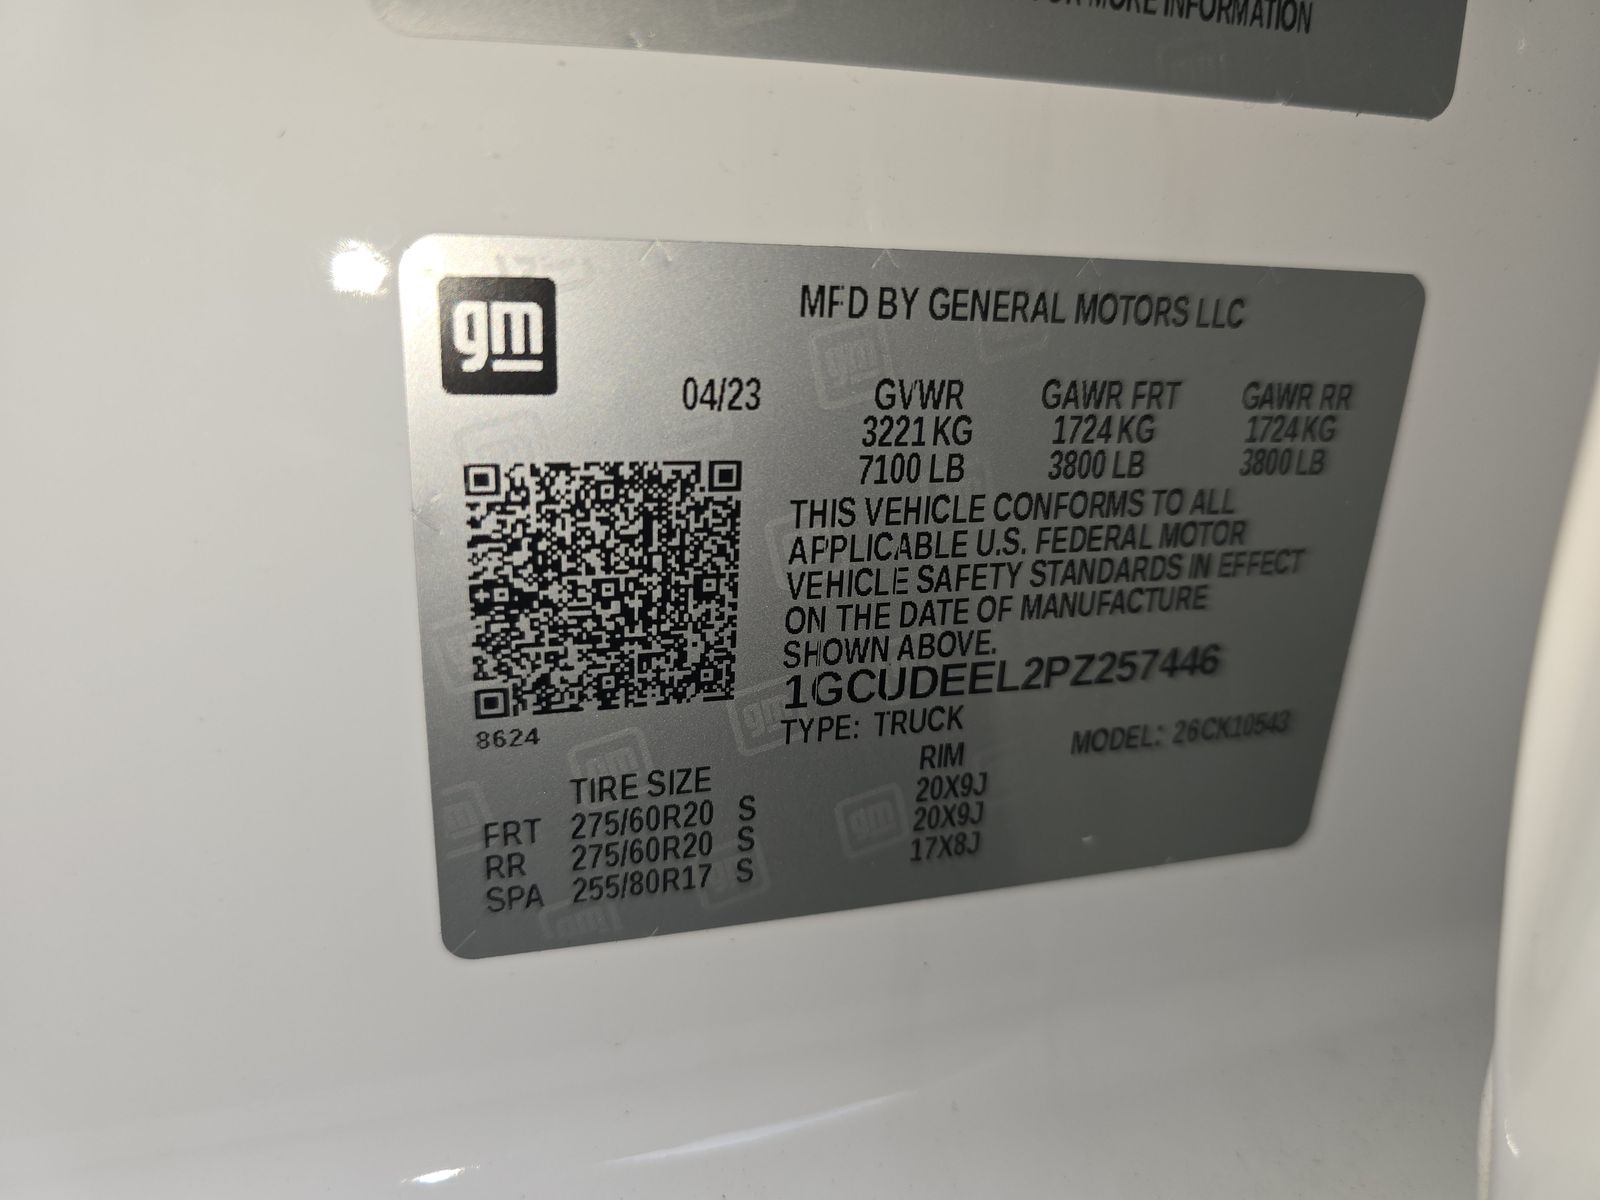 FOR MORE INFORMATION
gm
MFD BY GENERAL MOTORS LLC
04/23 GVWR GAWR FRT GAWR RR
3221 KG 1724 KG 1724 KG
7100 LB 3800 LB 3800 LB
THIS VEHICLE CONFORMS TO ALL
APPLICABLE U.S. FEDERAL MOTOR
VEHICLE SAFETY STANDARDS IN EFFECT
ON THE DATE OF MANUFACTURE
SHOWN ABOVE.
1GCUDEEL2PZ257446
TYPE: TRUCK MODEL: 26CK10543
8624
TIRE SIZE RIM
FRT 275/60R20 S 20X9J
RR 275/60R20 S 20X9J
SPA 255/80R17 S 17X8J